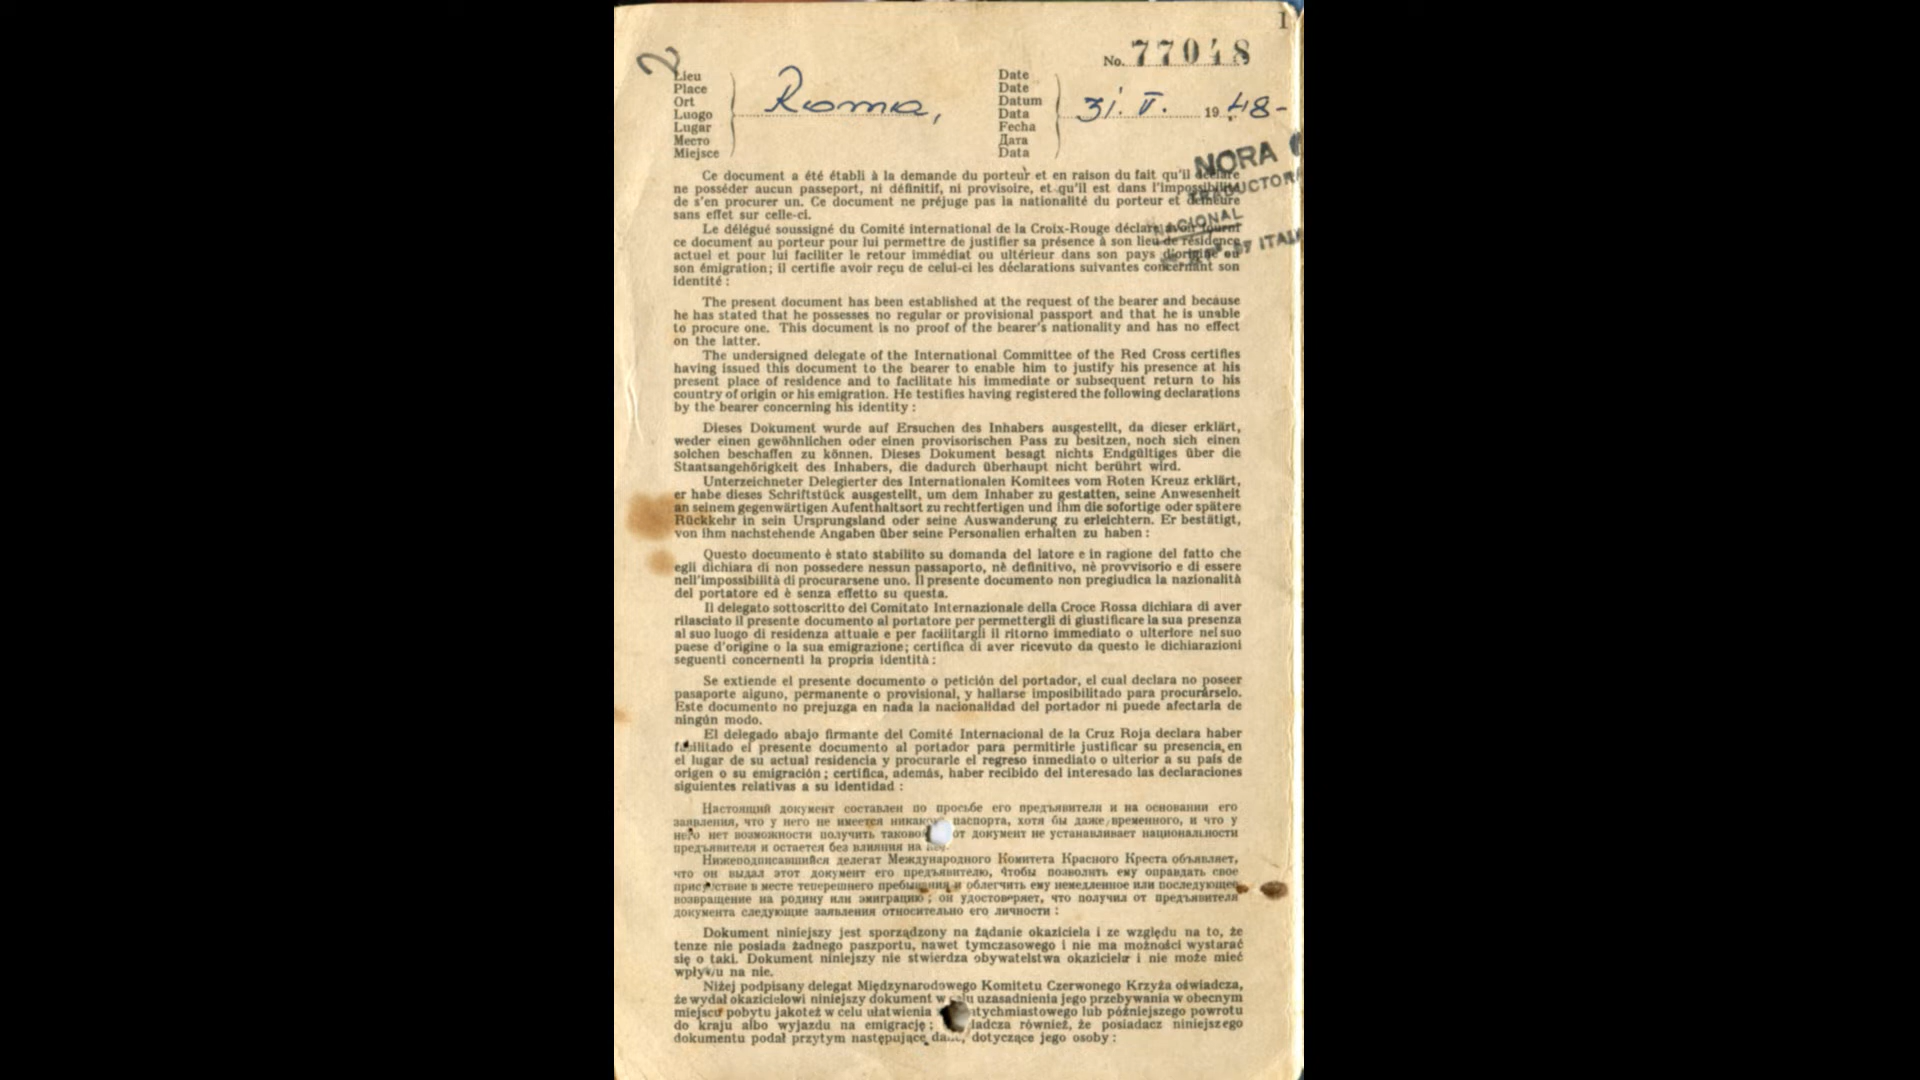 1
2
No. 77048
Lieu
Place
Ort
Luogo
Lugar
Место
Miejsce
Roma,
Date
Date
Datum
Data
Fecha
Дата
Data
31. V. 1948-
NORA
TRADUCTORA
NACIONAL
ITALI
Ce document a été établi à la demande du porteur et en raison du fait qu'il déclare
ne posséder aucun passeport, ni définitif, ni provisoire, et qu'il est dans l'impossibilité
de s'en procurer un. Ce document ne préjuge pas la nationalité du porteur et demeure
sans effet sur celle-ci.
Le délégué soussigné du Comité international de la Croix-Rouge déclare avoir fourni
ce document au porteur pour lui permettre de justifier sa présence à son lieu de résidence
actuel et pour lui faciliter le retour immédiat ou ultérieur dans son pays d'origine ou
son émigration; il certifie avoir reçu de celui-ci les déclarations suivantes concernant son
identité :
The present document has been established at the request of the bearer and because
he has stated that he possesses no regular or provisional passport and that he is unable
to procure one. This document is no proof of the bearer's nationality and has no effect
on the latter.
The undersigned delegate of the International Committee of the Red Cross certifies
having issued this document to the bearer to enable him to justify his presence at his
present place of residence and to facilitate his immediate or subsequent return to his
country of origin or his emigration. He testifies having registered the following declarations
by the bearer concerning his identity :
Dieses Dokument wurde auf Ersuchen des Inhabers ausgestellt, da dieser erklärt,
weder einen gewöhnlichen oder einen provisorischen Pass zu besitzen, noch sich einen
solchen beschaffen zu können. Dieses Dokument besagt nichts Endgültiges über die
Staatsangehörigkeit des Inhabers, die dadurch überhaupt nicht berührt wird.
Unterzeichneter Delegierter des Internationalen Komitees vom Roten Kreuz erklärt,
er habe dieses Schriftstück ausgestellt, um dem Inhaber zu gestatten, seine Anwesenheit
an seinem gegenwärtigen Aufenthaltsort zu rechtfertigen und ihm die sofortige oder spätere
Rückkehr in sein Ursprungsland oder seine Auswanderung zu erleichtern. Er bestätigt,
von ihm nachstehende Angaben über seine Personalien erhalten zu haben :
Questo documento è stato stabilito su domanda del latore e in ragione del fatto che
egli dichiara di non possedere nessun passaporto, nè definitivo, nè provvisorio e di essere
nell'impossibilità di procurarsene uno. Il presente documento non pregiudica la nazionalità
del portatore ed è senza effetto su questa.
Il delegato sottoscritto del Comitato Internazionale della Croce Rossa dichiara di aver
rilasciato il presente documento al portatore per permettergli di giustificare la sua presenza
al suo luogo di residenza attuale e per facilitargli il ritorno immediato o ulteriore nel suo
paese d'origine o la sua emigrazione; certifica di aver ricevuto da questo le dichiarazioni
seguenti concernenti la propria identità :
Se extiende el presente documento o petición del portador, el cual declara no poseer
pasaporte alguno, permanente o provisional, y hallarse imposibilitado para procurárselo.
Este documento no prejuzga en nada la nacionalidad del portador ni puede afectarla de
ningún modo.
El delegado abajo firmante del Comité Internacional de la Cruz Roja declara haber
facilitado el presente documento al portador para permitirle justificar su presencia en
el lugar de su actual residencia y procurarle el regreso inmediato o ulterior a su país de
origen o su emigración ; certifica, además, haber recibido del interesado las declaraciones
siguientes relativas a su identidad :
Настоящий документ составлен по просьбе его предъявителя и на основании его
заявления, что у него не имеется никакого паспорта, хотя бы даже временного, и что у
него нет возможности получить таково от документ не устанавливает национальности
предъявителя и остается без влияния на
Нижеподписавшийся делегат Международного Комитета Красного Креста объявляет,
что он выдал этот документ его предъявителю, чтобы позволить ему оправдать свое
присутствие в месте теперешнего пребывания и облегчить ему немедленное или последующее
возвращение на родину или эмиграцию ; он удостоверяет, что получил от предъявителя
документа следующие заявления относительно его личности :
Dokument niniejszy jest sporządzony na żądanie okaziciela i ze względu na to, że
tenze nie posiada żadnego paszportu, nawet tymczasowego i nie ma możności wystarać
się o taki. Dokument niniejszy nie stwierdza obywatelstwa okaziciela i nie może mieć
wpływu na nie.
Niżej podpisany delegat Międzynarodowego Komitetu Czerwonego Krzyża oświadcza,
że wydał okazicielowi niniejszy dokument w celu uzasadnienia jego przebywania w obecnym
miejscu pobytu jakoteż w celu ułatwienia tychmiastowego lub późniejszego powrotu
do kraju albo wyjazdu na emigrację ; iadcza również, że posiadacz niniejszego
dokumentu podał przytym następujące dane, dotyczące jego osoby :